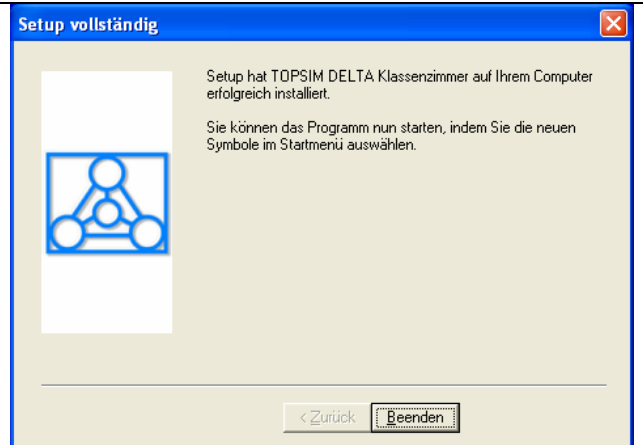 Setup vollständig
Setup hat TOPSIM DELTA Klassenzimmer auf Ihrem Computer
erfolgreich installiert.
Sie können das Programm nun starten, indem Sie die neuen
Symbole im Startmenü auswählen.
< Zurück
Beenden